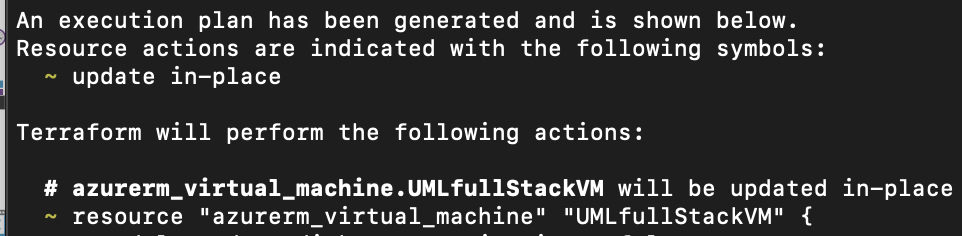 An execution plan has been generated and is shown below.
Resource actions are indicated with the following symbols:
~ update in-place
Terraform will perform the following actions:
# azurerm_virtual_machine.UMLfullStackVM will be updated in-place
~ resource "azurerm_virtual_machine" "UMLfullStackVM" {